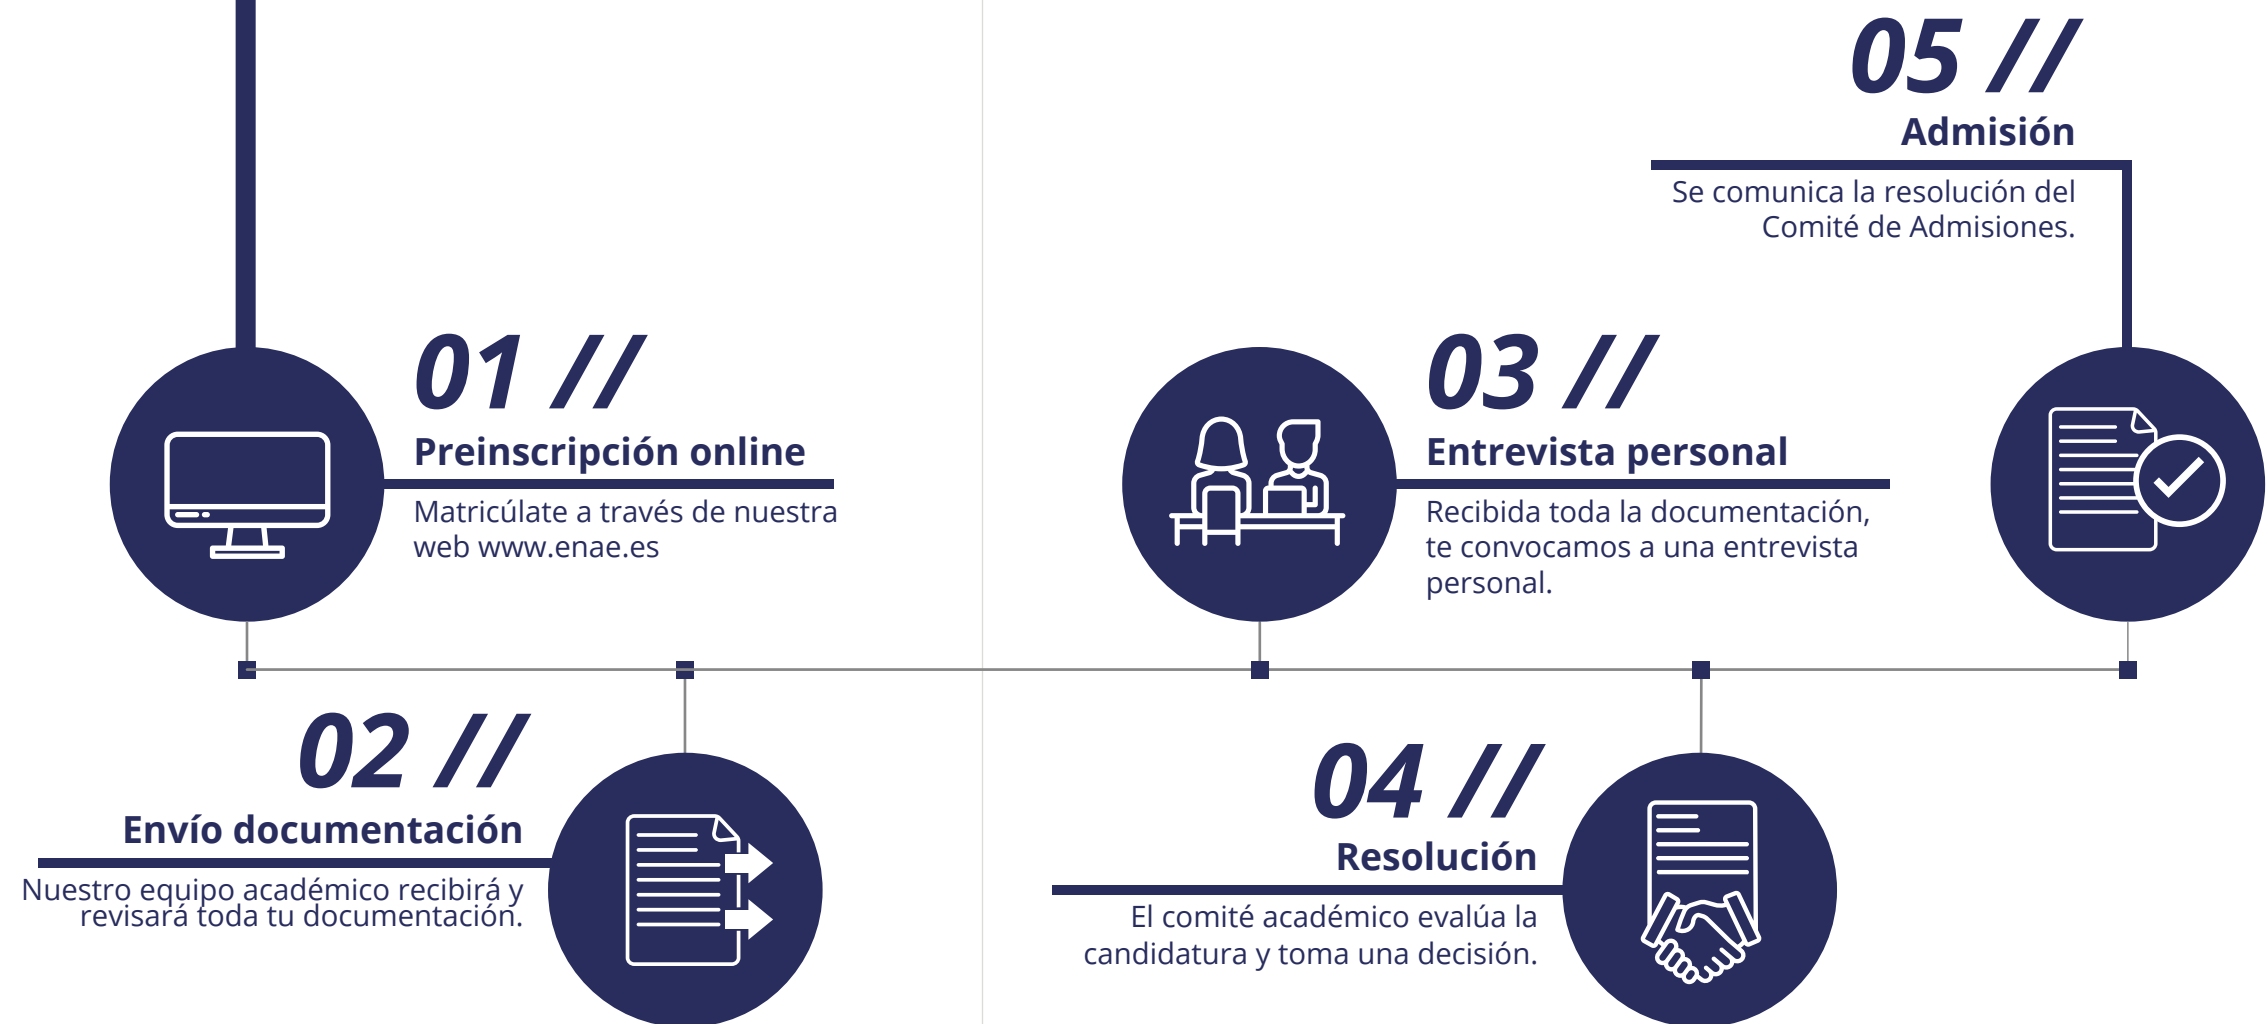 01 //
Preinscripción online
Matricúlate a través de nuestra
web www.enae.es
02 //
Envío documentación
Nuestro equipo académico recibirá y
revisará toda tu documentación.
03 //
Entrevista personal
Recibida toda la documentación,
te convocamos a una entrevista
personal.
04 //
Resolución
El comité académico evalúa la
candidatura y toma una decisión.
05 //
Admisión
Se comunica la resolución del
Comité de Admisiones.